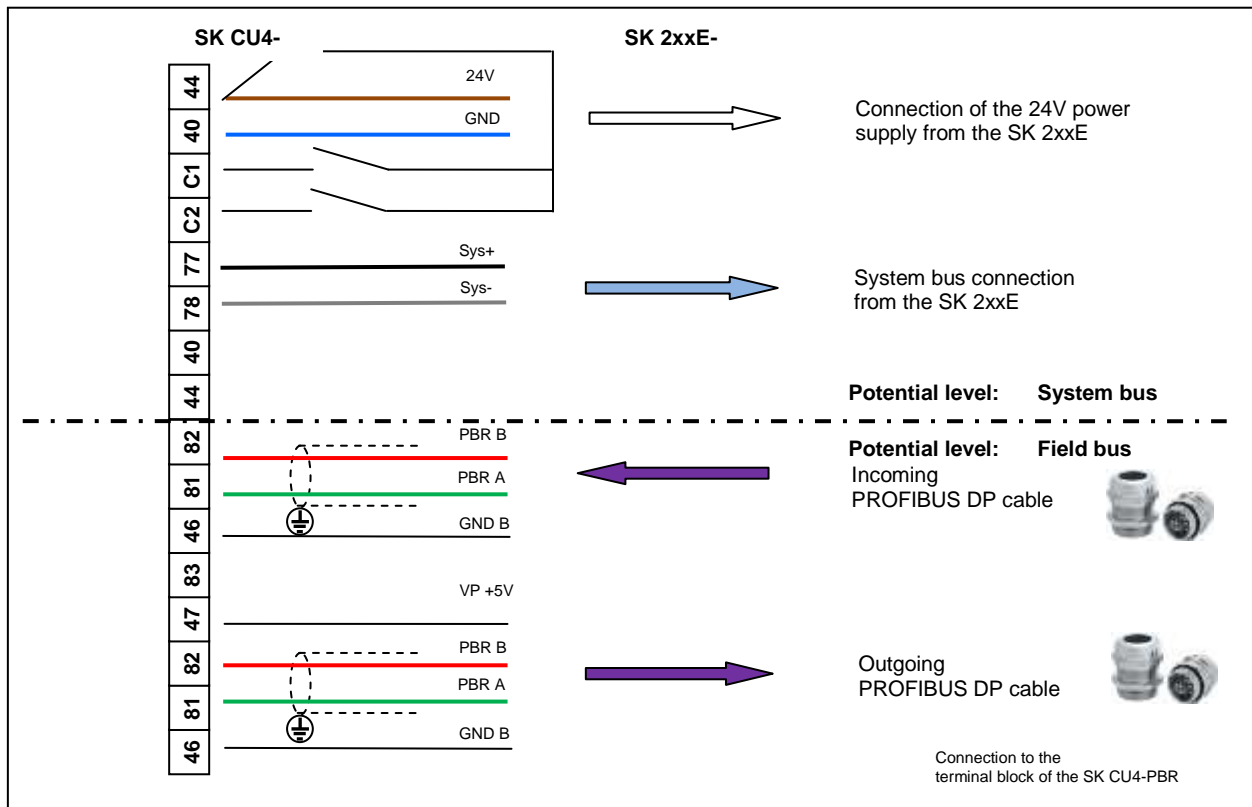 SK CU4-
SK 2xxE-
44
24V
40
GND
C1
C2
Connection of the 24V power
supply from the SK 2xxE
77
Sys+
78
Sys-
System bus connection
from the SK 2xxE
40
44
Potential level: System bus
82
PBR B
Potential level: Field bus
81
PBR A
Incoming
PROFIBUS DP cable
46
GND B
83
VP +5V
47
82
PBR B
81
PBR A
Outgoing
PROFIBUS DP cable
46
GND B
Connection to the
terminal block of the SK CU4-PBR